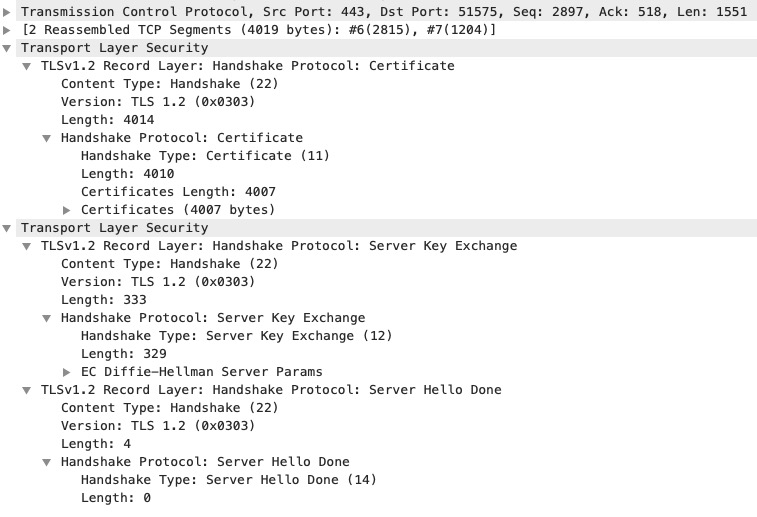 Transmission Control Protocol, Src Port: 443, Dst Port: 51575, Seq: 2897, Ack: 518, Len: 1551
[2 Reassembled TCP Segments (4019 bytes): #6(2815), #7(1204)]
Transport Layer Security
TLSv1.2 Record Layer: Handshake Protocol: Certificate
Content Type: Handshake (22)
Version: TLS 1.2 (0x0303)
Length: 4014
Handshake Protocol: Certificate
Handshake Type: Certificate (11)
Length: 4010
Certificates Length: 4007
Certificates (4007 bytes)
Transport Layer Security
TLSv1.2 Record Layer: Handshake Protocol: Server Key Exchange
Content Type: Handshake (22)
Version: TLS 1.2 (0x0303)
Length: 333
Handshake Protocol: Server Key Exchange
Handshake Type: Server Key Exchange (12)
Length: 329
EC Diffie-Hellman Server Params
TLSv1.2 Record Layer: Handshake Protocol: Server Hello Done
Content Type: Handshake (22)
Version: TLS 1.2 (0x0303)
Length: 4
Handshake Protocol: Server Hello Done
Handshake Type: Server Hello Done (14)
Length: 0